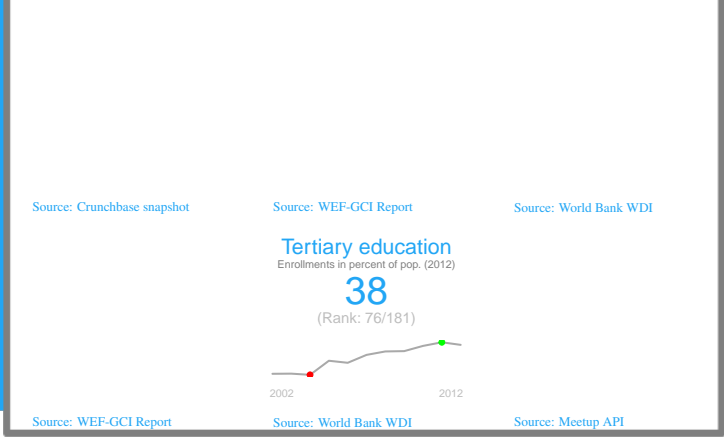 Source: Crunchbase snapshot
Source: WEF-GCI Report
Source: World Bank WDI
Tertiary education
Enrollments in percent of pop. (2012)
38
(Rank: 76/181)
2002
2012
Source: WEF-GCI Report
Source: World Bank WDI
Source: Meetup API